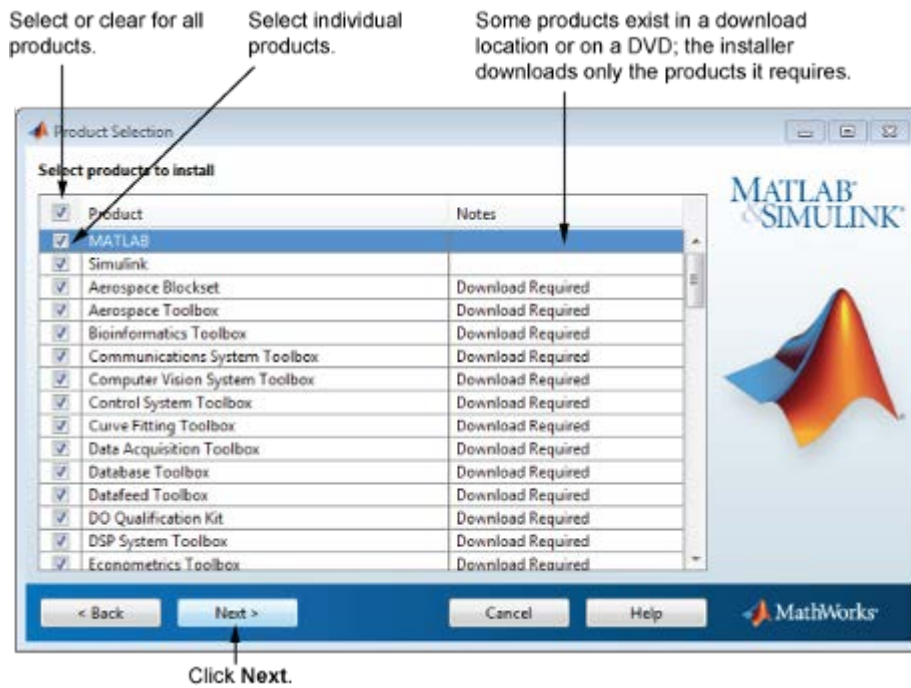 Select or clear for all
products.
Select individual
products.
Some products exist in a download
location or on a DVD; the installer
downloads only the products it requires.
Product Selection
Select products to install
Product Notes
MATLAB
Simulink
Aerospace Blockset Download Required
Aerospace Toolbox Download Required
Bioinformatics Toolbox Download Required
Communications System Toolbox Download Required
Computer Vision System Toolbox Download Required
Control System Toolbox Download Required
Curve Fitting Toolbox Download Required
Data Acquisition Toolbox Download Required
Database Toolbox Download Required
Datafeed Toolbox Download Required
DO Qualification Kit Download Required
DSP System Toolbox Download Required
Econometrics Toolbox Download Required
MATLAB®
&SIMULINK®
< Back Next > Cancel Help MathWorks®
Click Next.